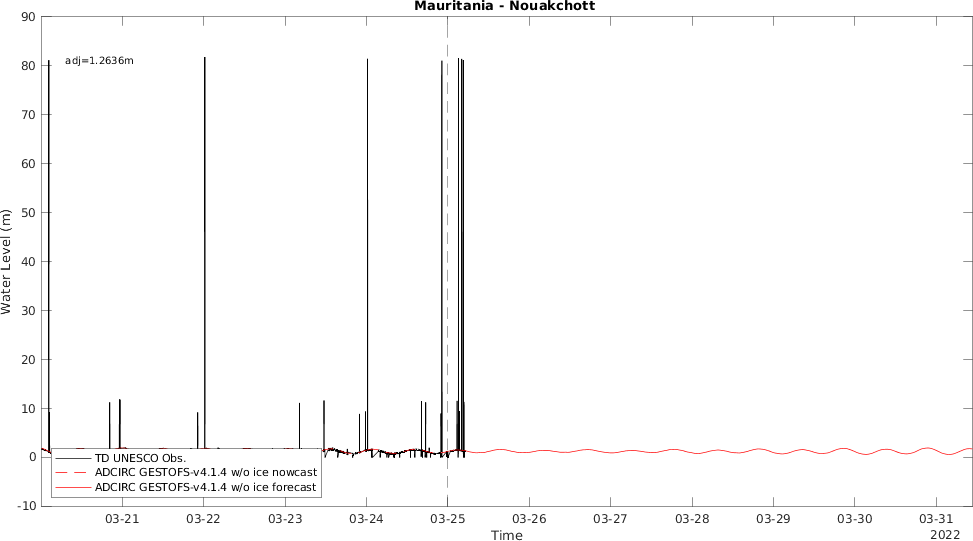 Mauritania - Nouakchott
90
80
70
60
50
40
30
20
10
0
-10
Water Level (m)
adj=1.2636m
TD UNESCO Obs.
ADCIRC GESTOFS-v4.1.4 w/o ice nowcast
ADCIRC GESTOFS-v4.1.4 w/o ice forecast
03-21 03-22 03-23 03-24 03-25 03-26 03-27 03-28 03-29 03-30 03-31
Time
2022